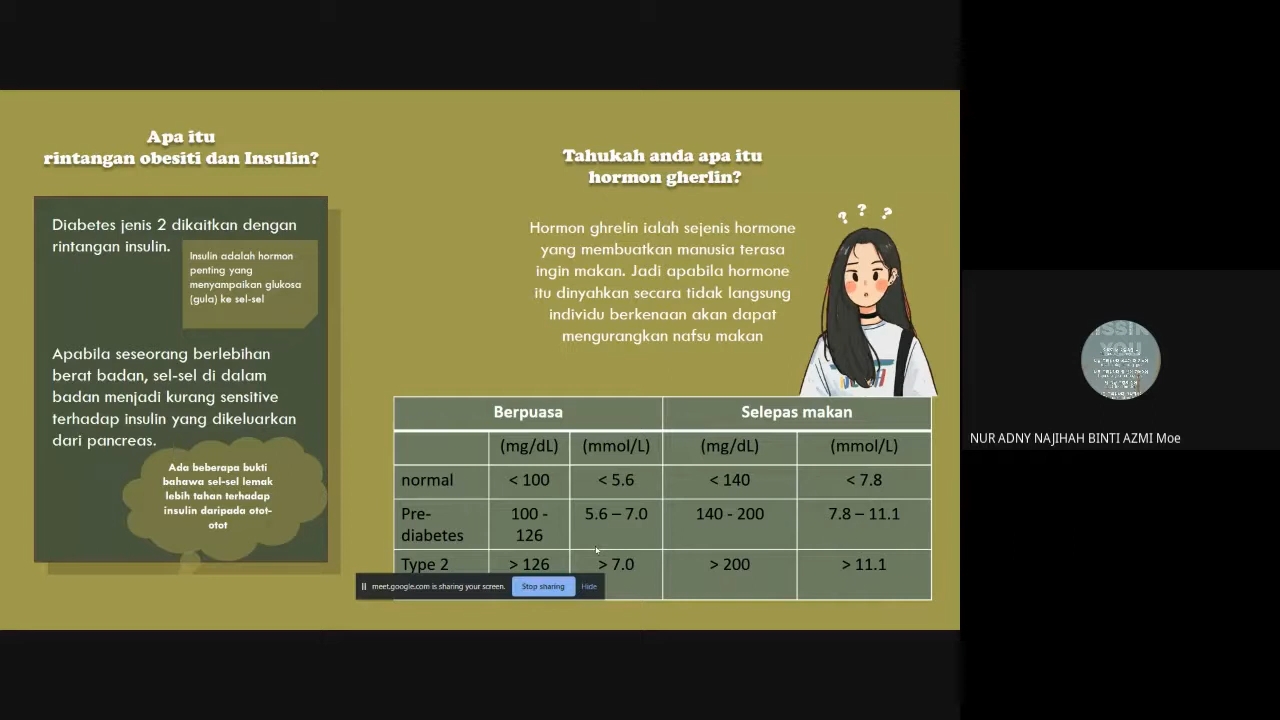 Apa itu
rintangan obesiti dan Insulin?
Diabetes jenis 2 dikaitkan dengan
rintangan insulin.
Insulin adalah hormon
penting yang
menyampaikan glukosa
(gula) ke sel-sel
Apabila seseorang berlebihan
berat badan, sel-sel di dalam
badan menjadi kurang sensitive
terhadap insulin yang dikeluarkan
dari pancreas.
Ada beberapa bukti
bahawa sel-sel lemak
lebih tahan terhadap
insulin daripada otot-
otot
Tahukah anda apa itu
hormon gherlin?
? ? ?
Hormon ghrelin ialah sejenis hormone
yang membuatkan manusia terasa
ingin makan. Jadi apabila hormone
itu dinyahkan secara tidak langsung
individu berkenaan akan dapat
mengurangkan nafsu makan
Berpuasa Selepas makan
(mg/dL) (mmol/L) (mg/dL) (mmol/L)
normal < 100 < 5.6 < 140 < 7.8
Pre-
diabetes 100 -
126 5.6 – 7.0 140 - 200 7.8 – 11.1
Type 2 > 126 > 7.0 > 200 > 11.1
meet.google.com is sharing your screen. Stop sharing Hide
NUR ADNY NAJIHAH BINTI AZMI Moe